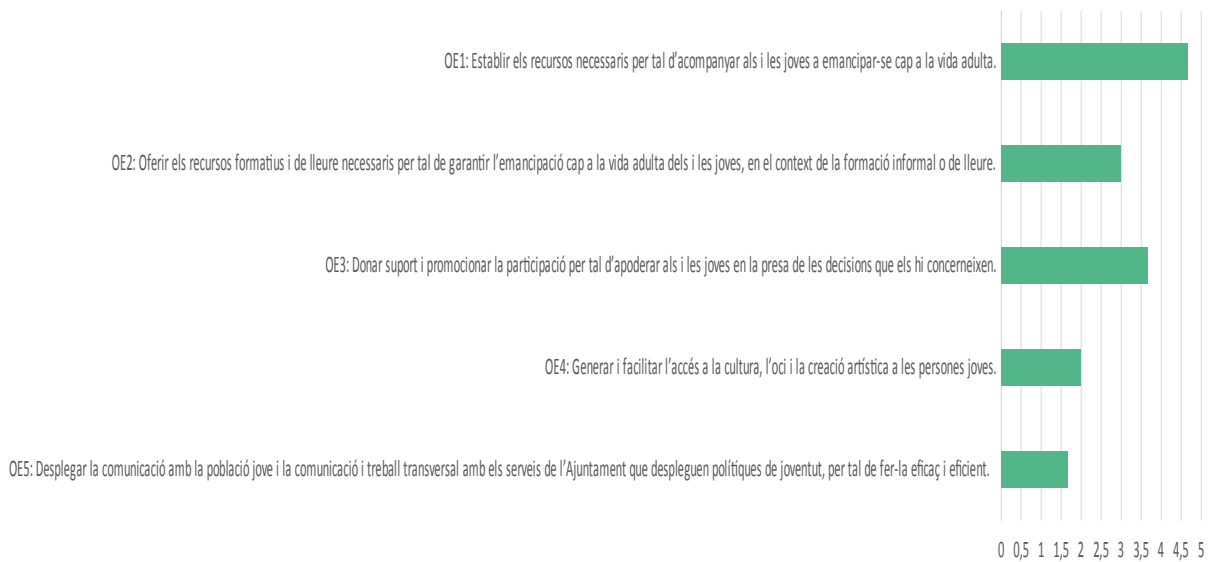 OE1: Establir els recursos necessaris per tal d'acompanyar als i les joves a emancipar-se cap a la vida adulta.
OE2: Oferir els recursos formatius i de lleure necessaris per tal de garantir l'emancipació cap a la vida adulta dels i les joves, en el context de la formació informal o de lleure.
OE3: Donar suport i promocionar la participació per tal d'apoderar als i les joves en la presa de les decisions que els hi concerneixen.
OE4: Generar i facilitar l'accés a la cultura, l'oci i la creació artística a les persones joves.
OE5: Desplegar la comunicació amb la població jove i la comunicació i treball transversal amb els serveis de l'Ajuntament que despleguen polítiques de joventut, per tal de fer-la eficaç i eficient.
0 0,5 1 1,5 2 2,5 3 3,5 4 4,5 5